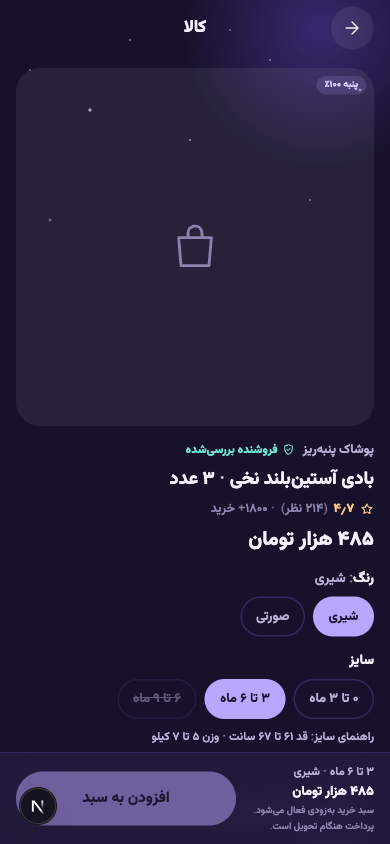 کالا
پنبه ۱۰۰٪
پوشاک پنبه‌ریز فروشنده بررسی‌شده
بادی آستین‌بلند نخی · ۳ عدد
۴٫۷ (۲۱۴ نظر) · ۱۸۰۰+ خرید
۴۸۵ هزار تومان
رنگ: شیری
شیری صورتی
سایز
۰ تا ۳ ماه ۳ تا ۶ ماه ۶ تا ۹ ماه
راهنمای سایز: قد ۶۱ تا ۶۷ سانت · وزن ۵ تا ۷ کیلو
۳ تا ۶ ماه · شیری
۴۸۵ هزار تومان
سبد خرید به‌زودی فعال می‌شود.
پرداخت هنگام تحویل است.
افزودن به سبد
N